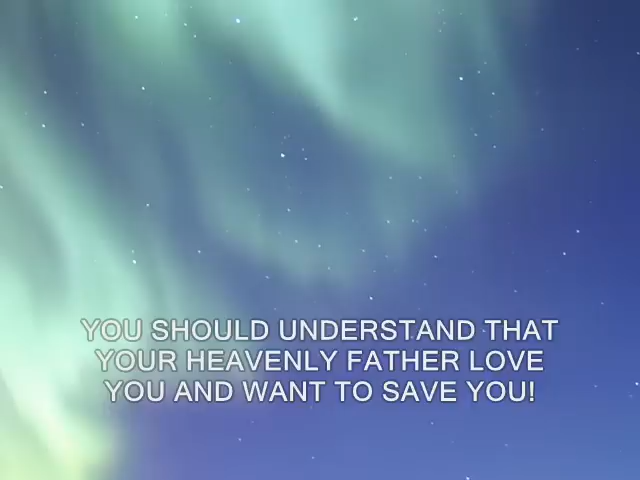 YOU SHOULD UNDERSTAND THAT
YOUR HEAVENLY FATHER LOVE
YOU AND WANT TO SAVE YOU!